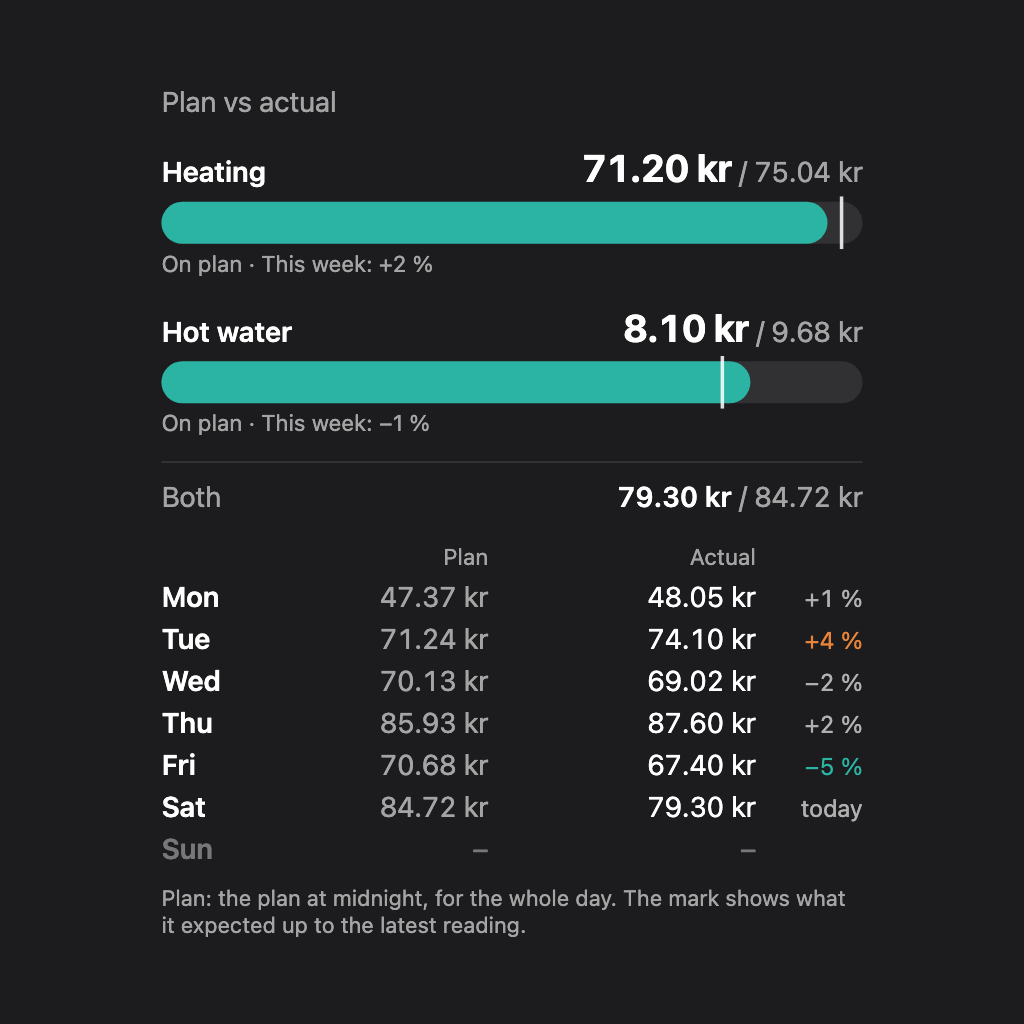 Plan vs actual
Heating 71.20 kr / 75.04 kr
On plan · This week: +2 %
Hot water 8.10 kr / 9.68 kr
On plan · This week: −1 %
Both 79.30 kr / 84.72 kr
Plan Actual
Mon 47.37 kr 48.05 kr +1 %
Tue 71.24 kr 74.10 kr +4 %
Wed 70.13 kr 69.02 kr −2 %
Thu 85.93 kr 87.60 kr +2 %
Fri 70.68 kr 67.40 kr −5 %
Sat 84.72 kr 79.30 kr today
Sun – –
Plan: the plan at midnight, for the whole day. The mark shows what
it expected up to the latest reading.